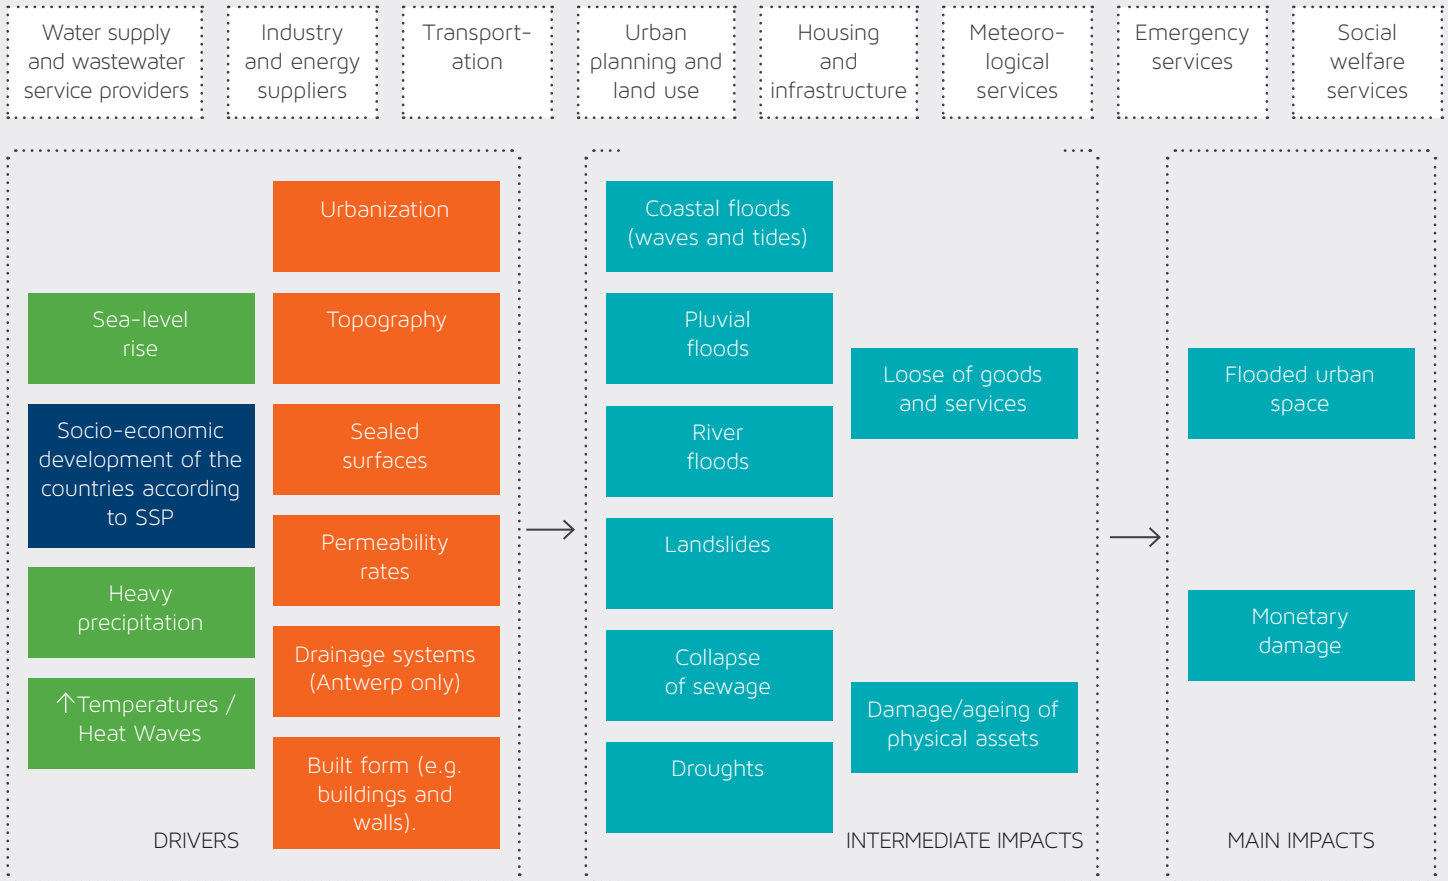 Water supply
and wastewater
service providers
Industry
and energy
suppliers
Transport-
ation
Urban
planning and
land use
Housing
and
infrastructure
Meteoro-
logical
services
Emergency
services
Social
welfare
services
Sea-level
rise
Socio-economic
development of the
countries according
to SSP
Heavy
precipitation
↑Temperatures /
Heat Waves
Urbanization
Topography
Sealed
surfaces
Permeability
rates
Drainage systems
(Antwerp only)
Built form (e.g.
buildings and
walls).
DRIVERS
Coastal floods
(waves and tides)
Pluvial
floods
River
floods
Landslides
Collapse
of sewage
Droughts
Loose of goods
and services
Damage/ageing of
physical assets
INTERMEDIATE IMPACTS
Flooded urban
space
Monetary
damage
MAIN IMPACTS